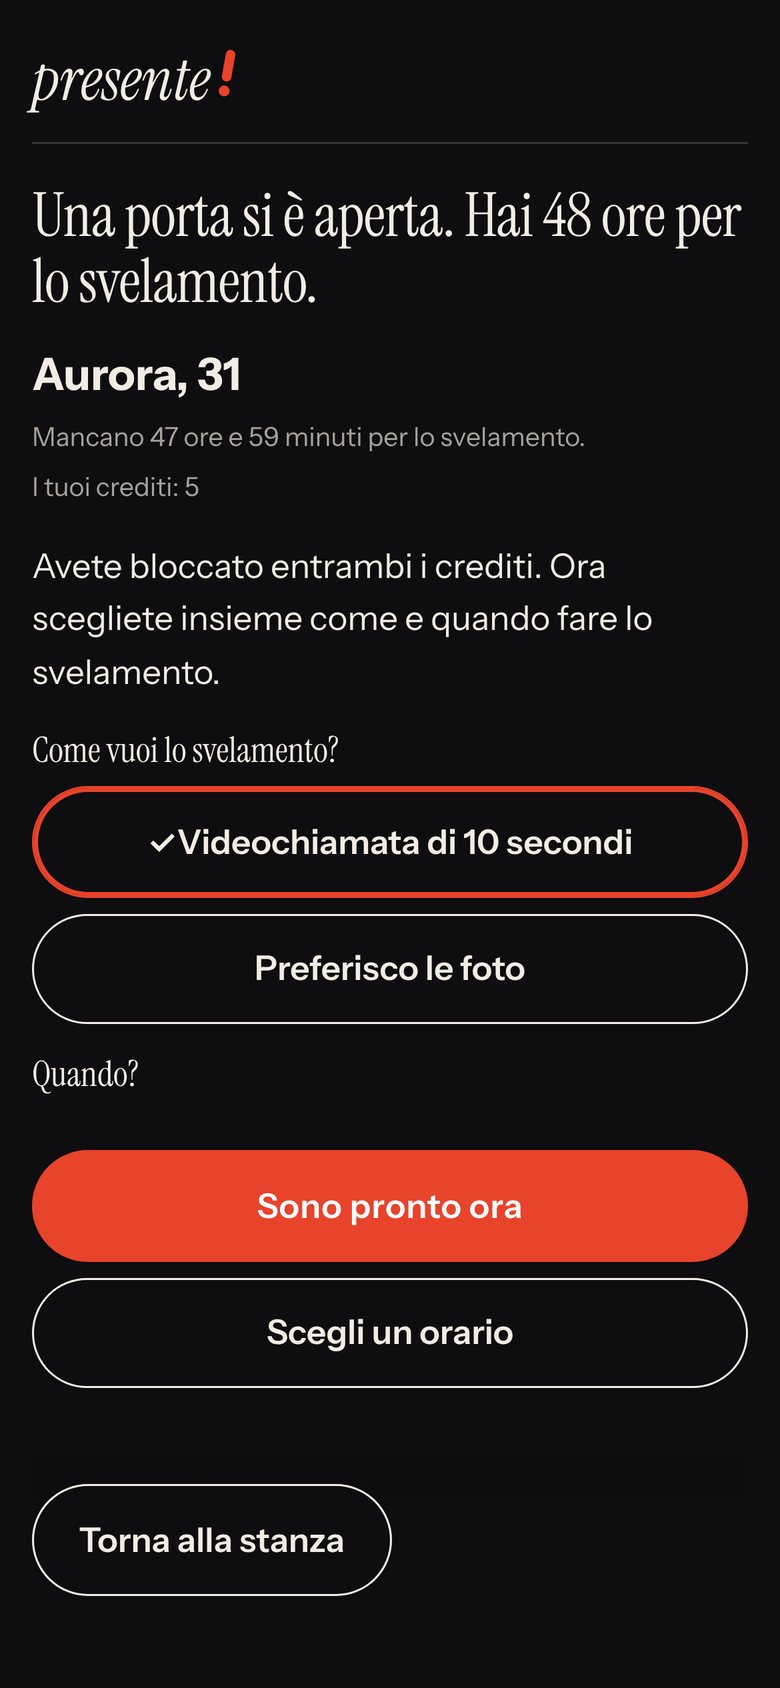 presente!
Una porta si è aperta. Hai 48 ore per
lo svelamento.
Aurora, 31
Mancano 47 ore e 59 minuti per lo svelamento.
I tuoi crediti: 5
Avete bloccato entrambi i crediti. Ora
scegliete insieme come e quando fare lo
svelamento.
Come vuoi lo svelamento?
✓Videochiamata di 10 secondi
Preferisco le foto
Quando?
Sono pronto ora
Scegli un orario
Torna alla stanza